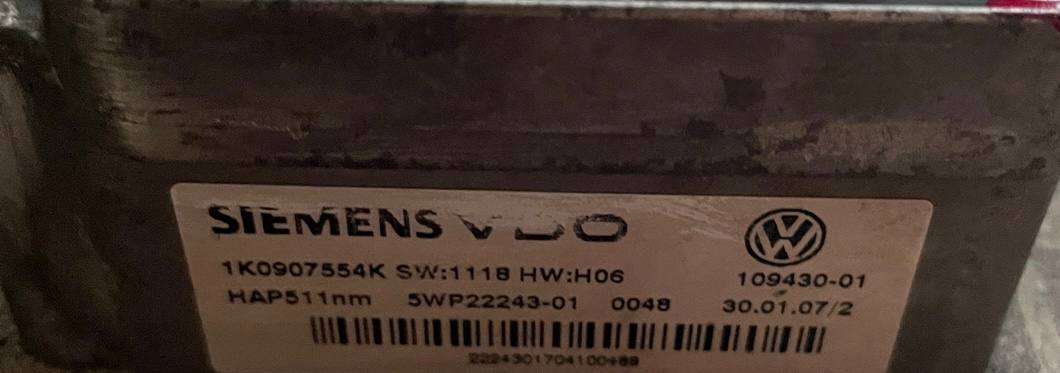 SIEMENS VDO
1K0907554K SW:1118 HW:H06
109430-01
HAP511nm 5WP22243-01 0048
30.01.07/2